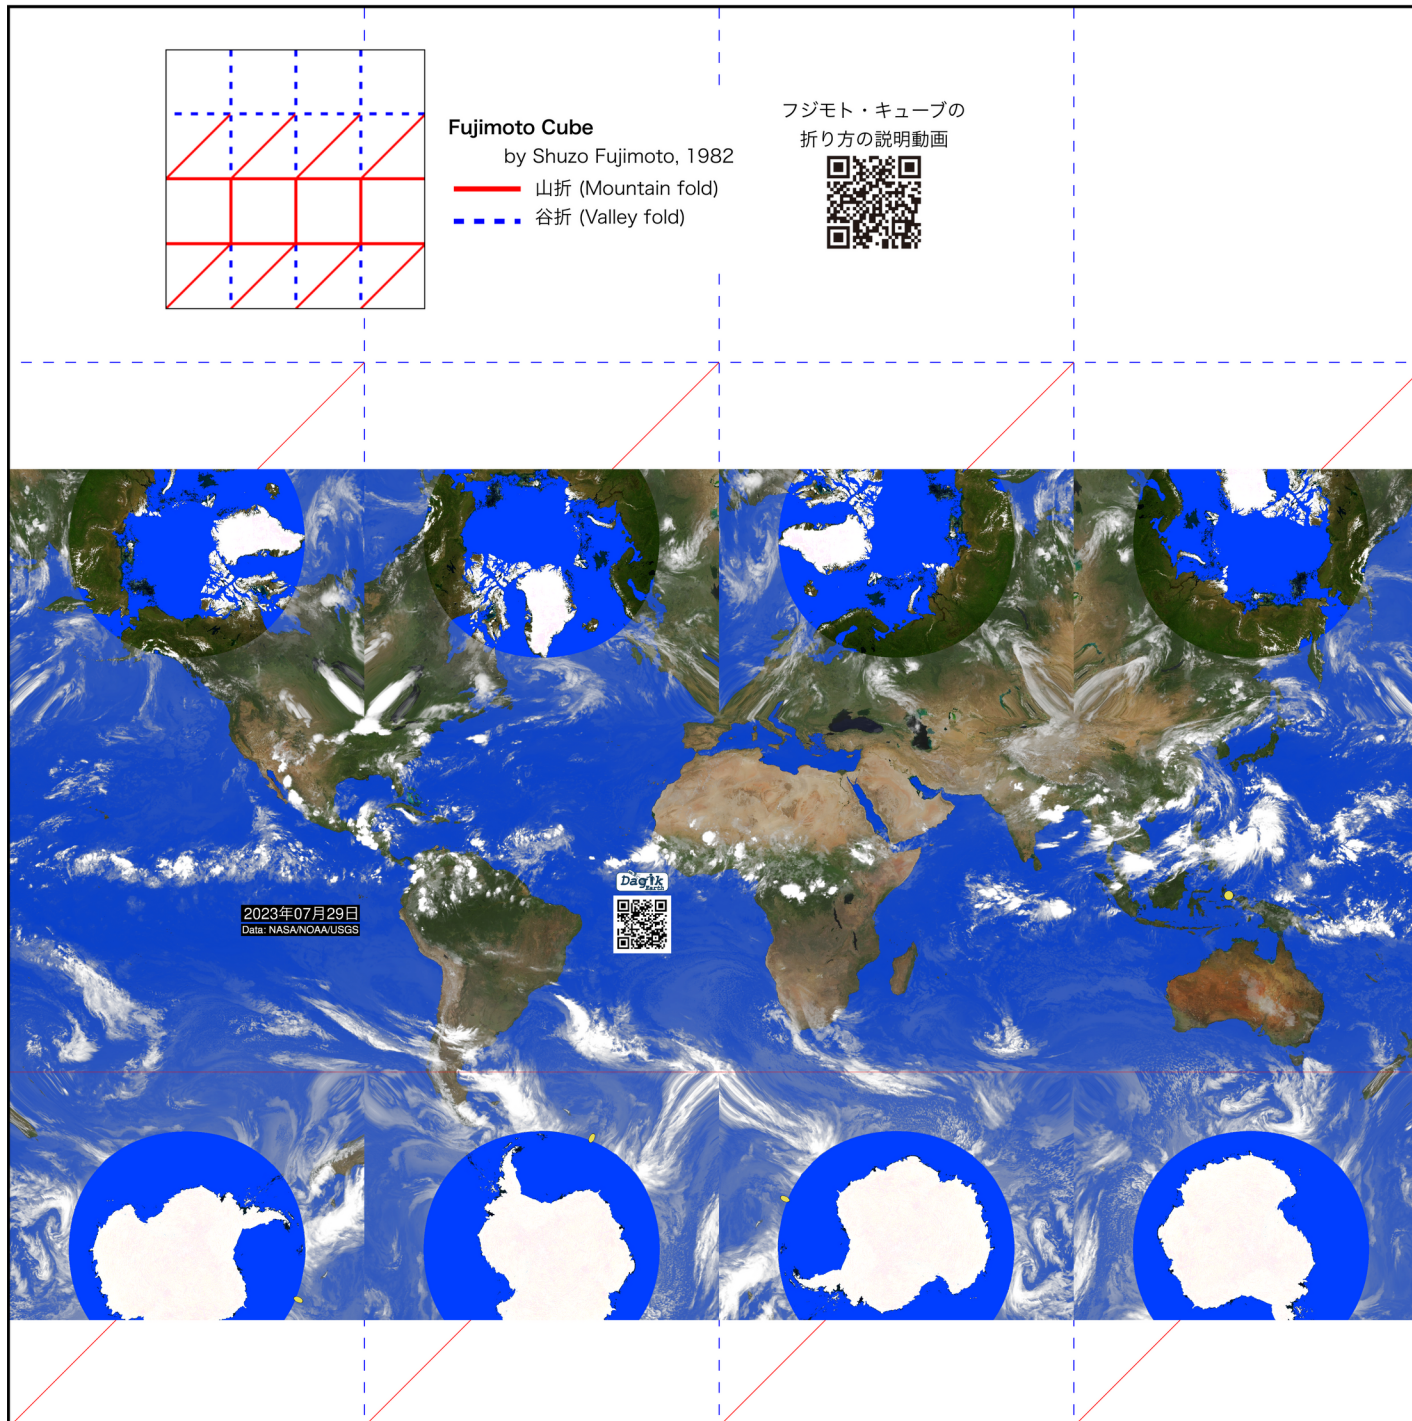 Fujimoto Cube
by Shuzo Fujimoto, 1982
山折 (Mountain fold)
谷折 (Valley fold)
フジモト・キューブの
折り方の説明動画
Dagik
Earth
2023年07月29日
Data: NASA/NOAA/USGS